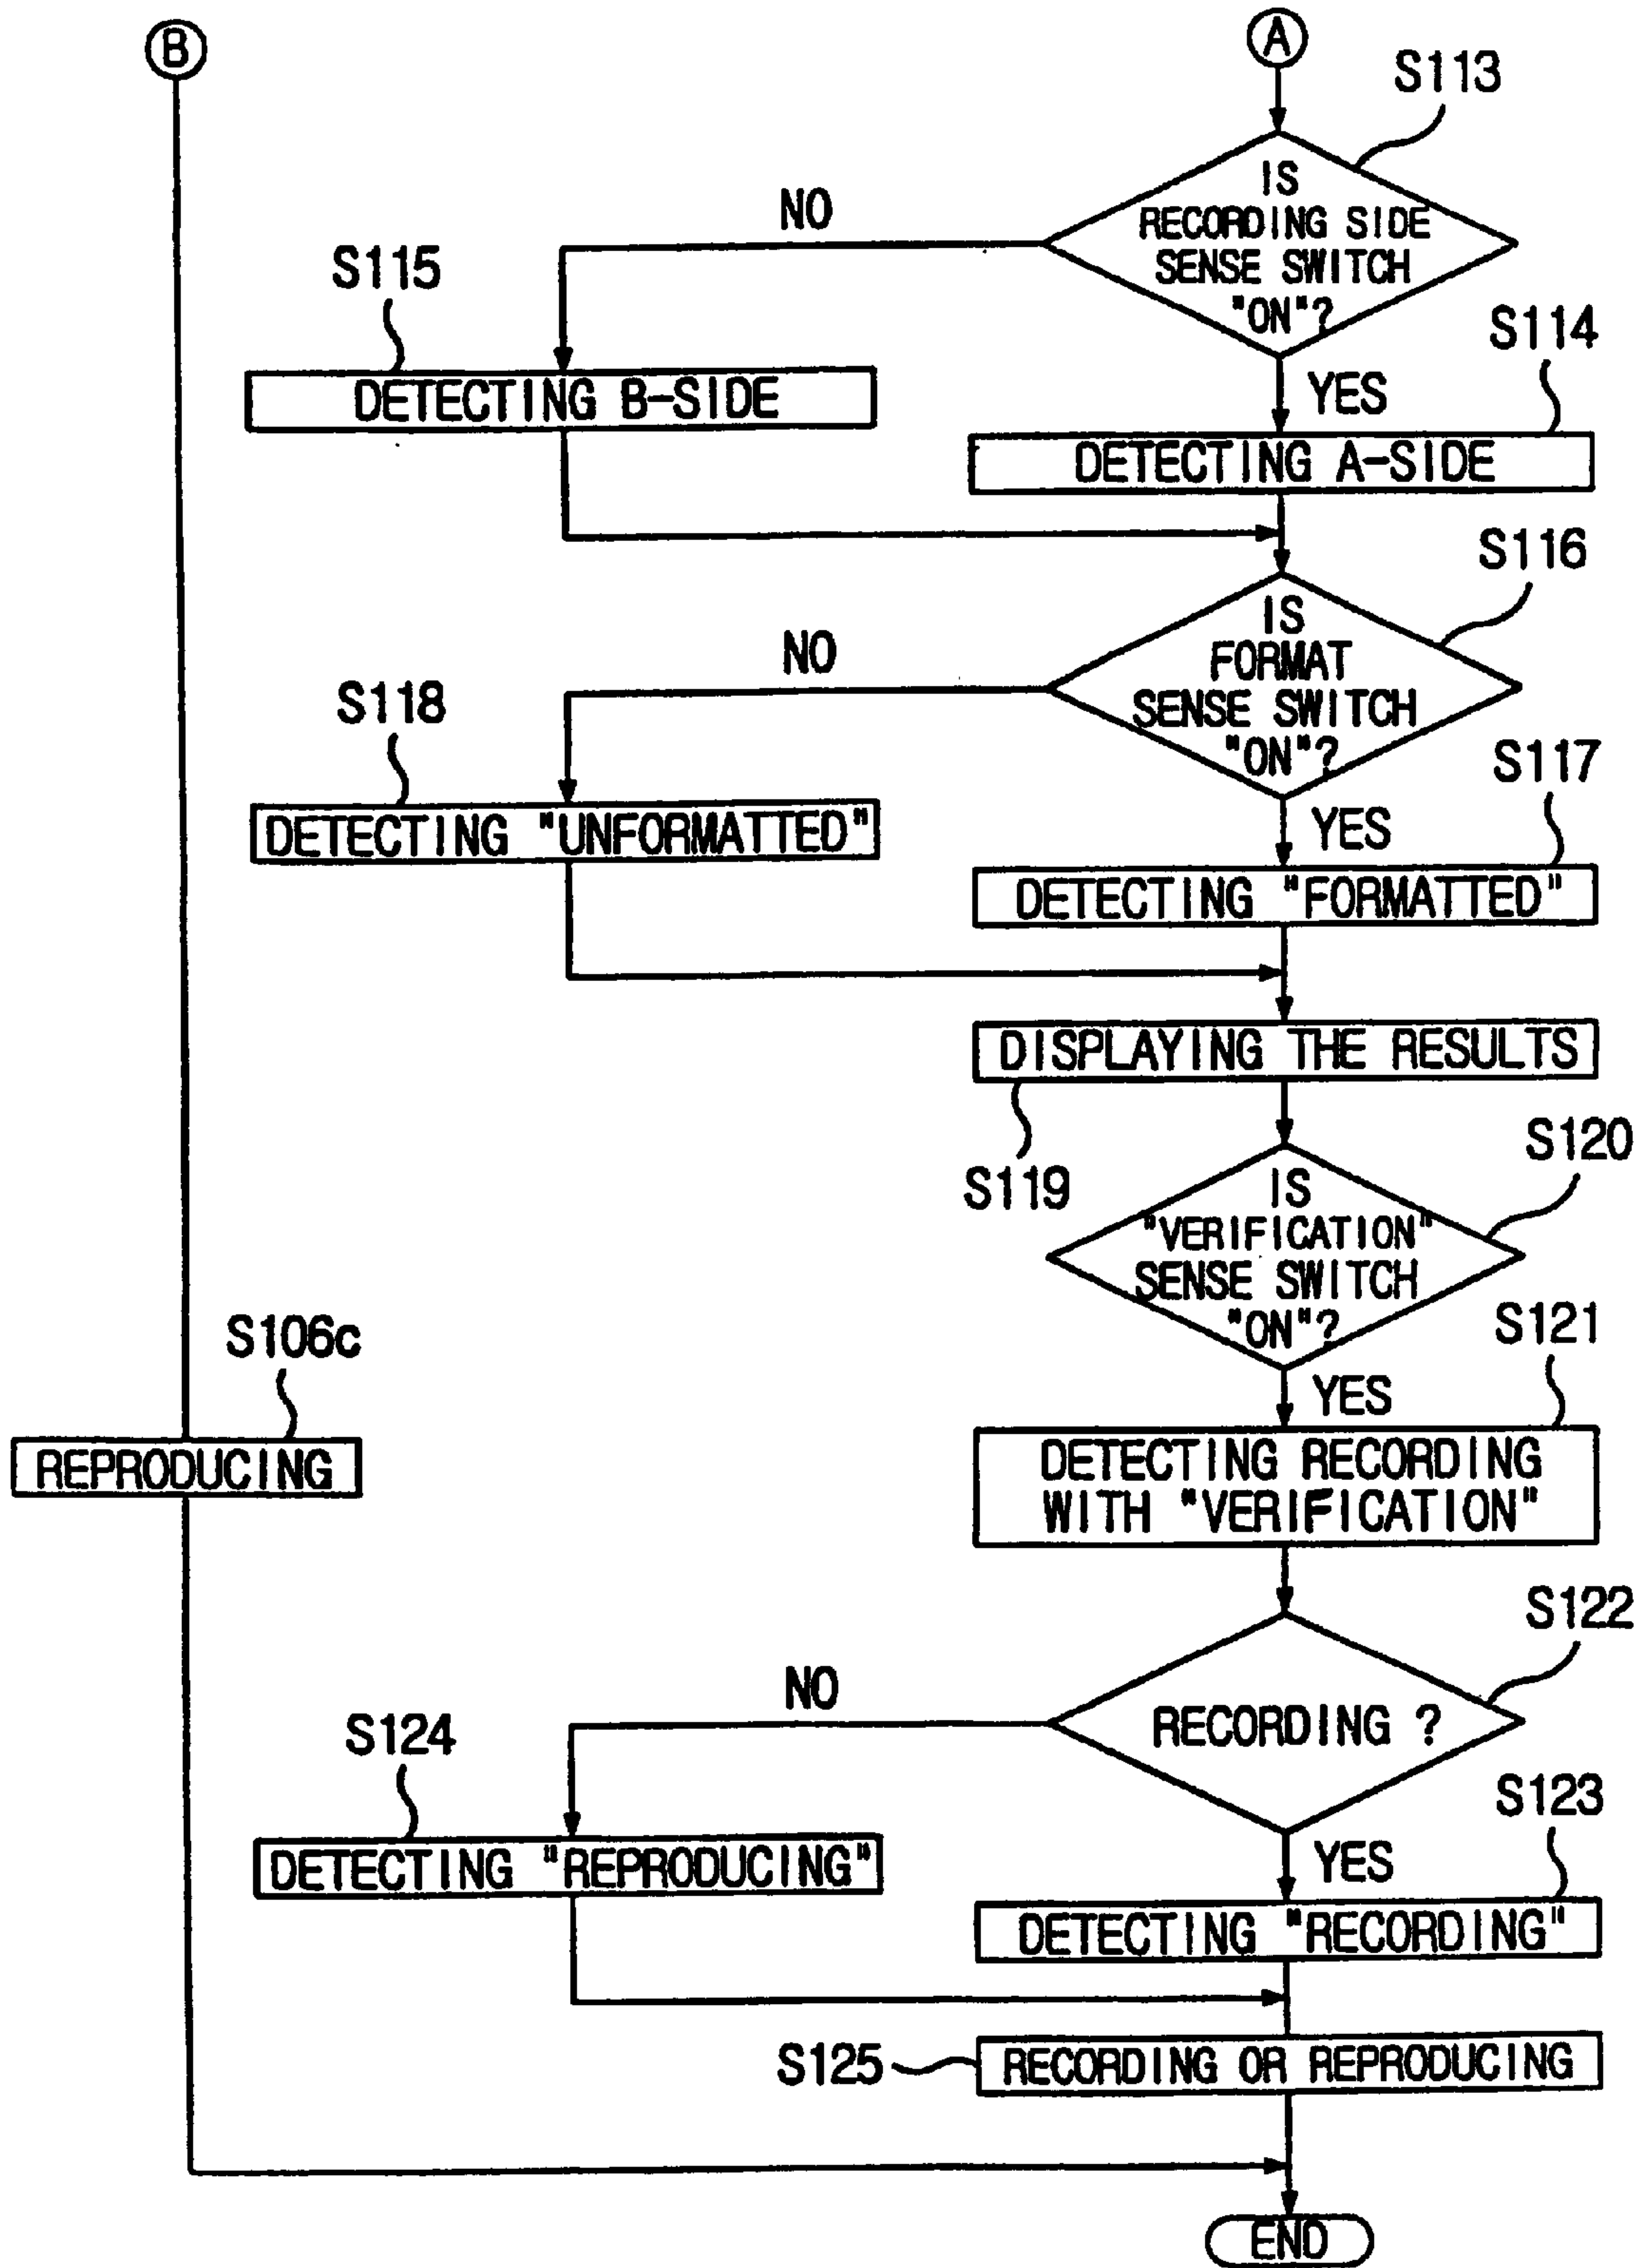 B
A
S113
IS
RECORDING SIDE
SENSE SWITCH
"ON"?
NO
S115
S114
YES
DETECTING B-SIDE
DETECTING A-SIDE
S116
IS
FORMAT
SENSE SWITCH
"ON"?
NO
S118
S117
YES
DETECTING "UNFORMATTED"
DETECTING "FORMATTED"
DISPLAYING THE RESULTS
S119
S120
IS
"VERIFICATION"
SENSE SWITCH
"ON"?
S106c
S121
YES
REPRODUCING
DETECTING RECORDING
WITH "VERIFICATION"
S122
NO
RECORDING ?
S124
S123
YES
DETECTING "REPRODUCING"
DETECTING "RECORDING"
S125
RECORDING OR REPRODUCING
END